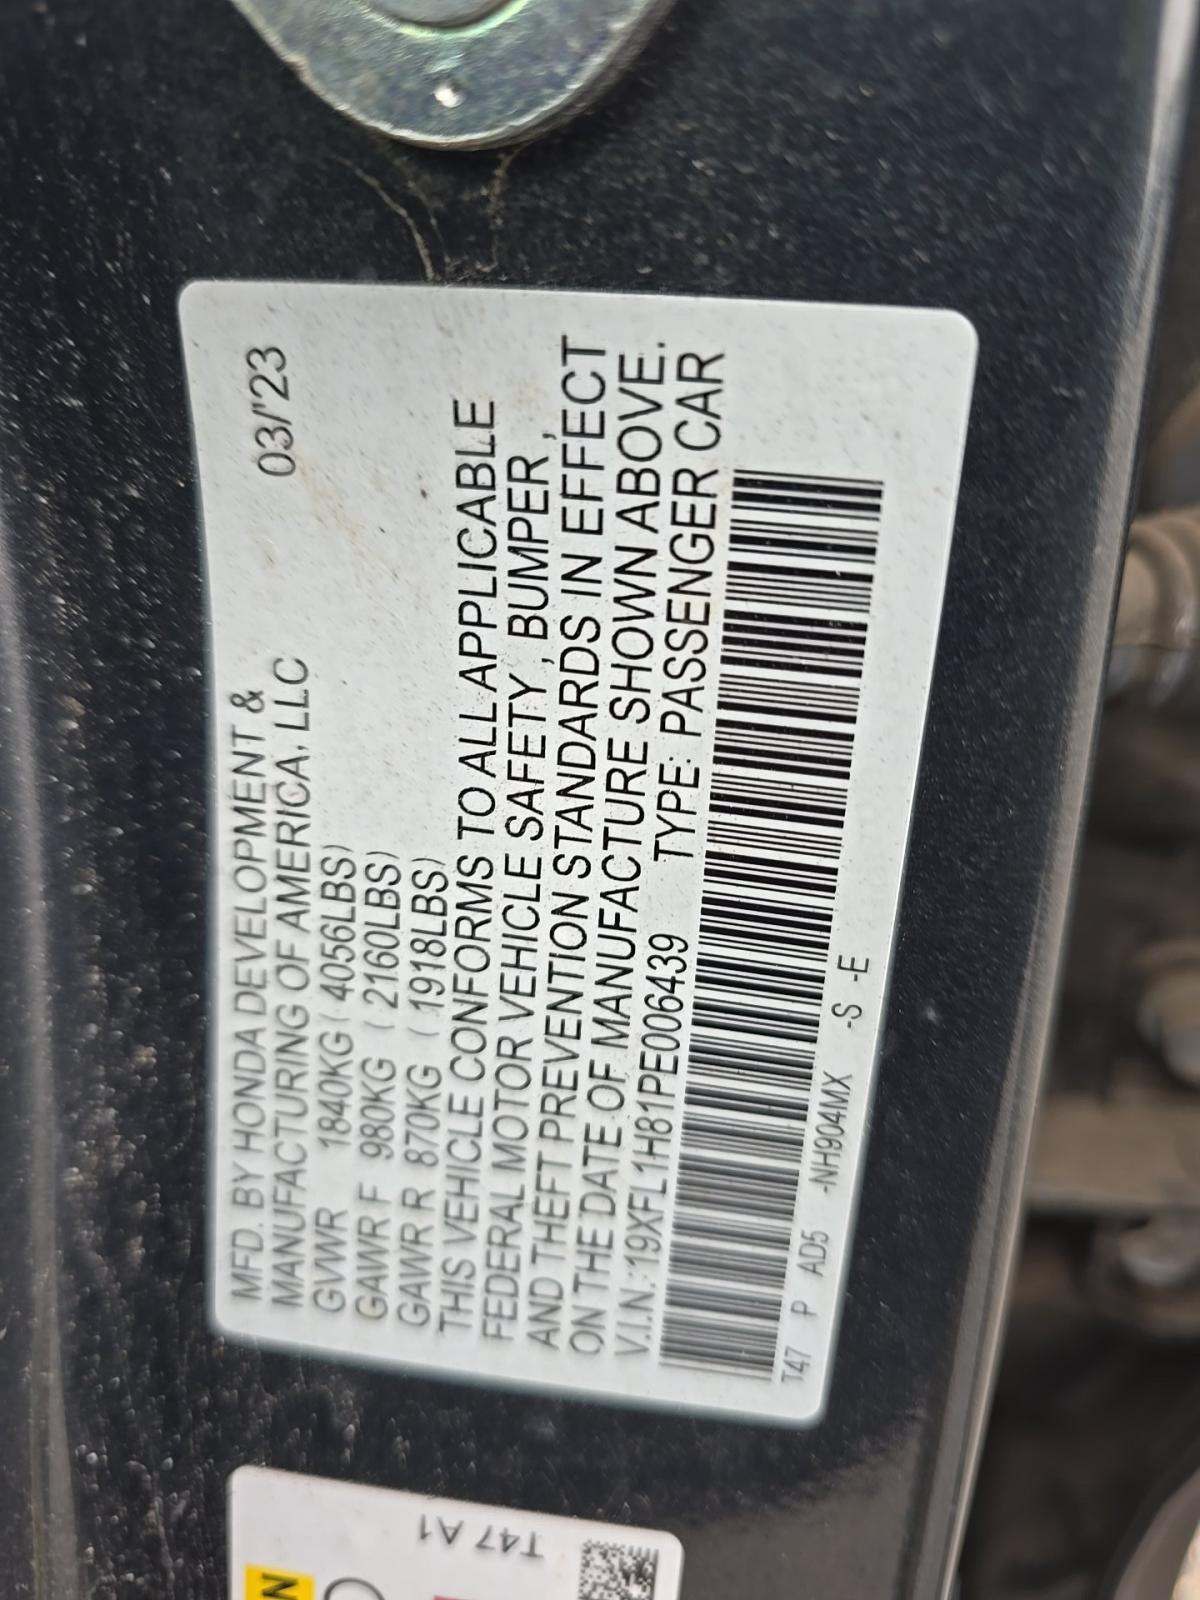 MFD. BY HONDA DEVELOPMENT & 03/'23
MANUFACTURING OF AMERICA, LLC
GVWR 1840KG ( 4056LBS)
GAWR F 980KG ( 2160LBS)
GAWR R 870KG ( 1918LBS)
THIS VEHICLE CONFORMS TO ALL APPLICABLE
FEDERAL MOTOR VEHICLE SAFETY, BUMPER,
AND THEFT PREVENTION STANDARDS IN EFFECT
ON THE DATE OF MANUFACTURE SHOWN ABOVE.
V.I.N.: 19XFL1H81PE006439 TYPE: PASSENGER CAR
T47 P AD5 -NH904MX -S -E
T47 A1